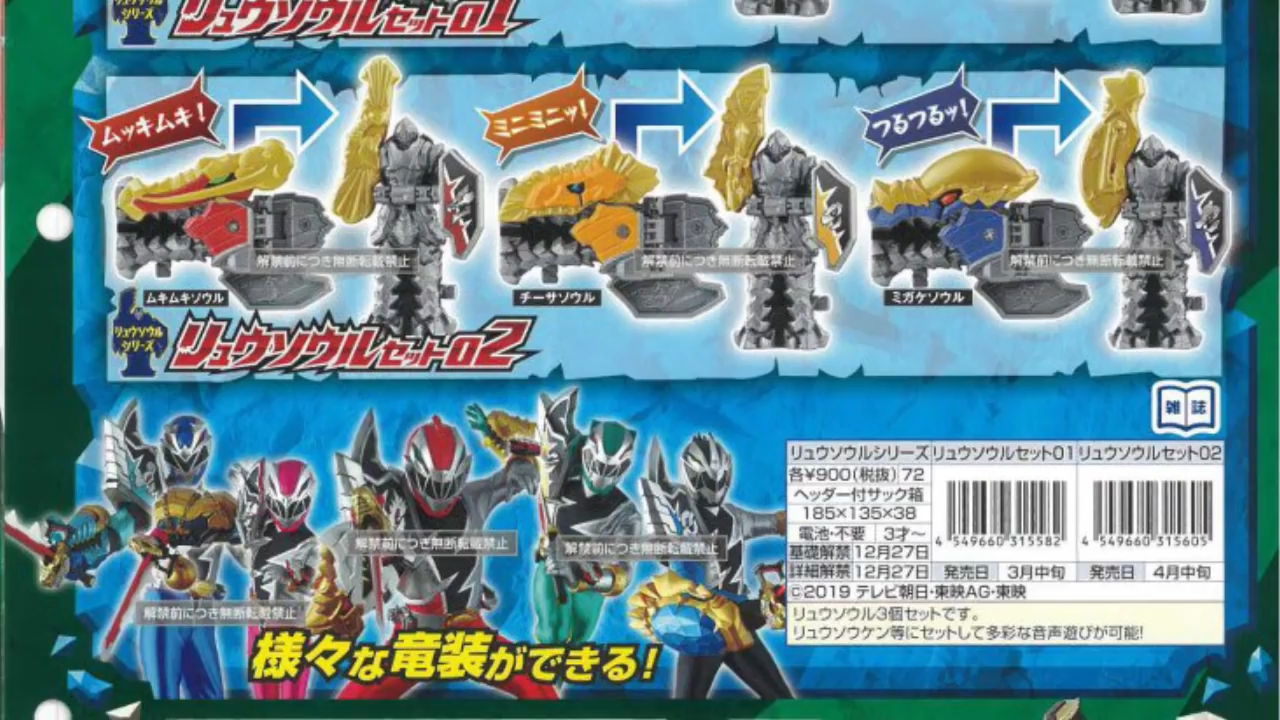 リュウソウル
シリーズ
リュウソウルセット01
ムッキムキ!
ミニミニッ!
つるつるッ!
解禁前につき無断転載禁止
解禁前につき無断転載禁止
解禁前につき無断転載禁止
ムキムキソウル
チーサソウル
ミガケソウル
リュウソウル
シリーズ
リュウソウルセット02
雑誌
解禁前につき無断転載禁止
解禁前につき無断転載禁止
解禁前につき無断転載禁止
様々な竜装ができる!
リュウソウルシリーズ リュウソウルセット01 リュウソウルセット02
各¥900(税抜) 72
ヘッダー付サック箱
185×135×38
電池・不要 3才~
4 549660 315582 4 549660 315605
基礎解禁 12月27日
詳細解禁 12月27日 発売日 3月中旬 発売日 4月中旬
©2019 テレビ朝日・東映AG・東映
リュウソウル3個セットです。
リュウソウケン等にセットして多彩な音声遊びが可能!